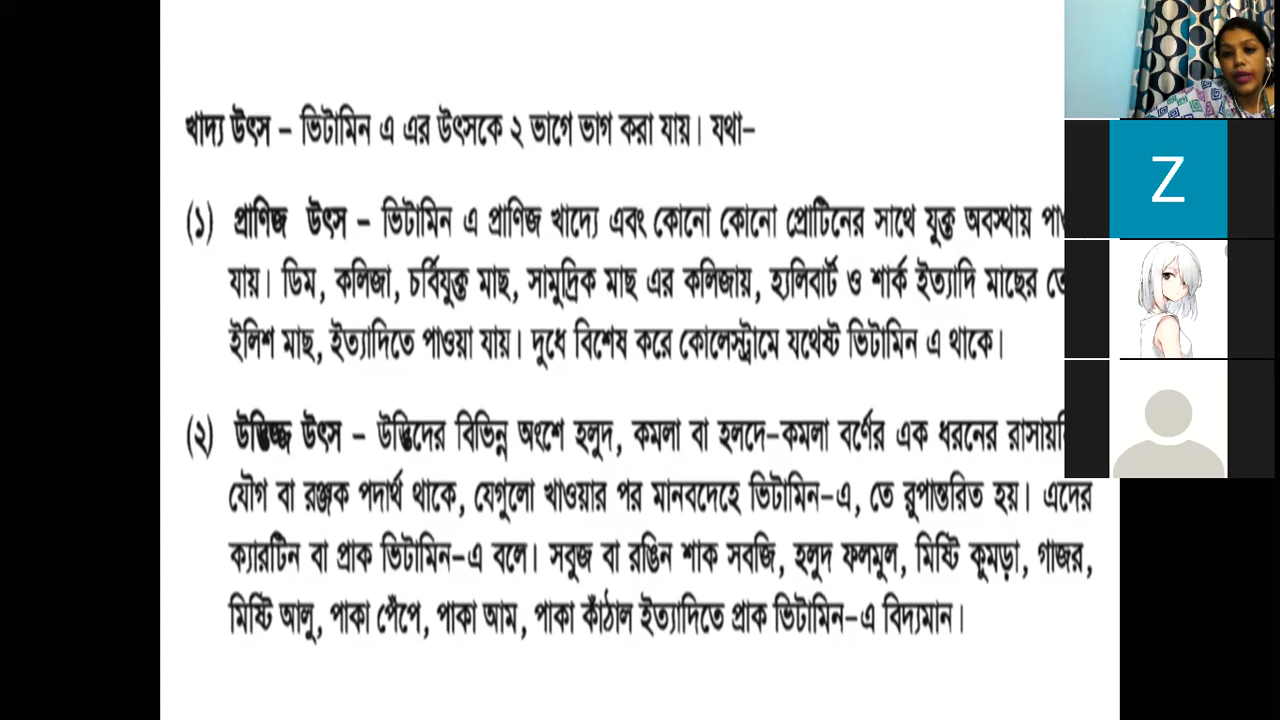 খাদ্য উৎস – ভিটামিন এ এর উৎসকে ২ ভাগে ভাগ করা যায়। যথা–
(১) প্রাণিজ উৎস – ভিটামিন এ প্রাণিজ খাদ্যে এবং কোনো কোনো প্রোটিনের সাথে যুক্ত অবস্থায়
যায়। ডিম, কলিজা, চর্বিযুক্ত মাছ, সামুদ্রিক মাছ এর কলিজায়, হ্যলিবার্ট ও শার্ক ইত্যাদি মাছের
ইলিশ মাছ, ইত্যাদিতে পাওয়া যায়। দুধে বিশেষ করে কোলেস্ট্রামে যথেষ্ট ভিটামিন এ থাকে।
(২) উদ্ভিজ্জ উৎস – উদ্ভিদের বিভিন্ন অংশে হলুদ, কমলা বা হলদে–কমলা বর্ণের এক ধরনের
যৌগ বা রঞ্জক পদার্থ থাকে, যেগুলো খাওয়ার পর মানবদেহে ভিটামিন–এ, তে রুপান্তরিত হয়। এদের
ক্যারটিন বা প্রাক ভিটামিন–এ বলে। সবুজ বা রঙিন শাক সবজি, হলুদ ফলমুল, মিষ্টি কুমড়া, গাজর,
মিষ্টি আলু, পাকা পেঁপে, পাকা আম, পাকা কাঁঠাল ইত্যাদিতে প্রাক ভিটামিন–এ বিদ্যমান।
Z